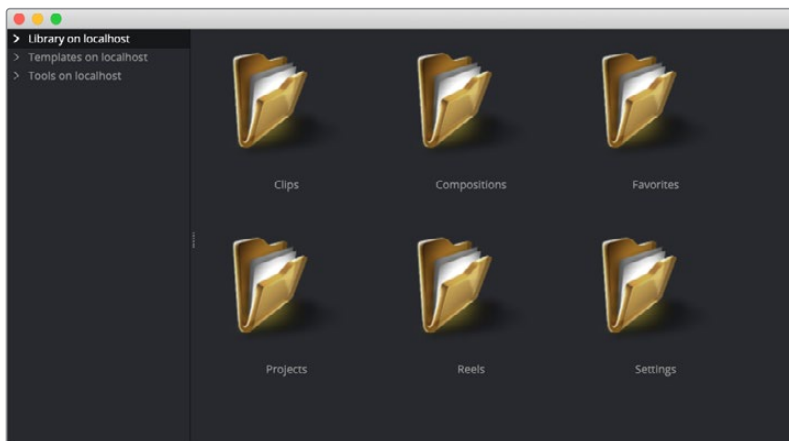 Library on localhost
Templates on localhost
Tools on localhost
Clips
Compositions
Favorites
Projects
Reels
Settings